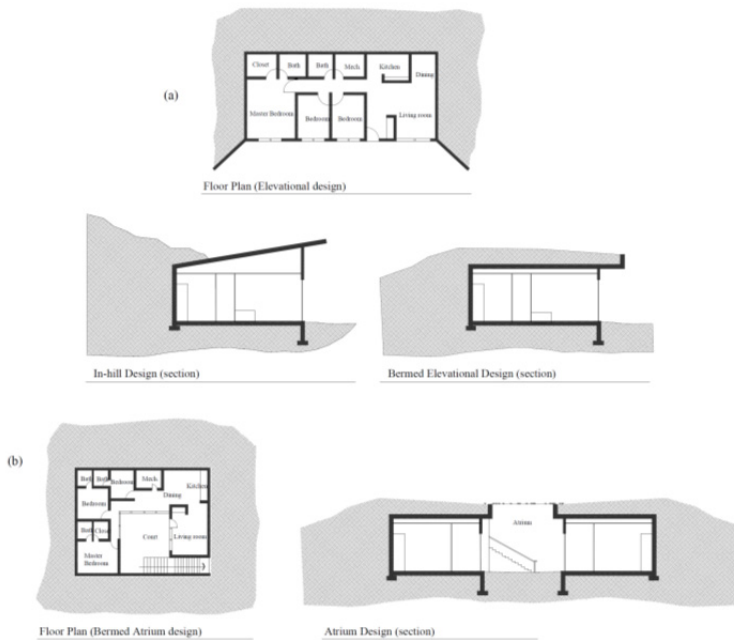 (a)
Closet Bath Bath Mech Kitchen
Dining
Master Bedroom Bedroom Bedroom Living room
Floor Plan (Elevational design)
In-hill Design (section)
Bermed Elevational Design (section)
(b)
Bath Bath Bedroom Mech Kitchen
Dining
Bedroom
Bath Closet Court Living room
Master
Bedroom
Atrium
Floor Plan (Bermed Atrium design)
Atrium Design (section)